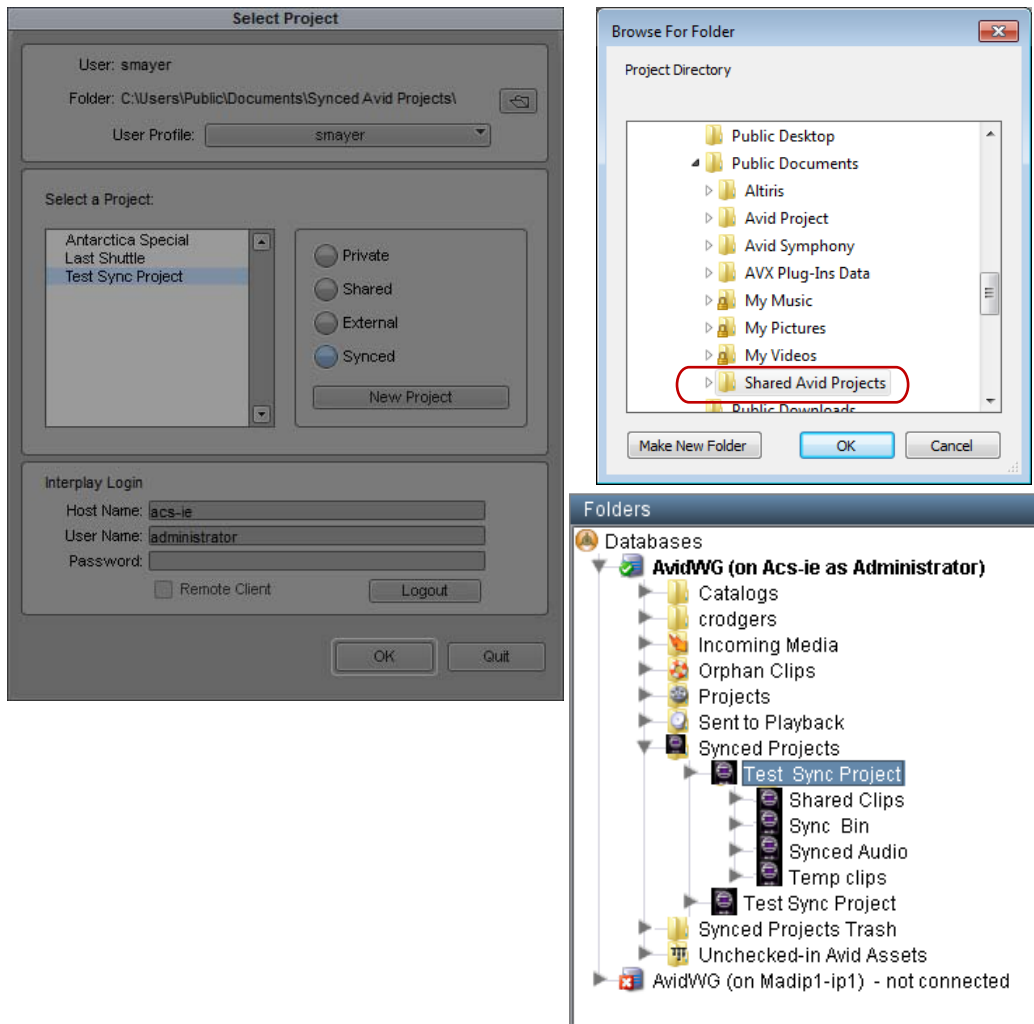 Select Project
User: smayer
Folder: C:\Users\Public\Documents\Synced Avid Projects\
User Profile: smayer
Select a Project:
Antarctica Special
Last Shuttle
Test Sync Project
Private
Shared
External
Synced
New Project
Interplay Login
Host Name: acs-ie
User Name: administrator
Password:
Remote Client
Logout
OK
Quit
Browse For Folder
Project Directory
Public Desktop
Public Documents
Altiris
Avid Project
Avid Symphony
AVX Plug-Ins Data
My Music
My Pictures
My Videos
Shared Avid Projects
Public Downloads
Make New Folder
OK
Cancel
Folders
Databases
AvidWG (on Acs-ie as Administrator)
Catalogs
crodgers
Incoming Media
Orphan Clips
Projects
Sent to Playback
Synced Projects
Test Sync Project
Shared Clips
Sync Bin
Synced Audio
Temp clips
Test Sync Project
Synced Projects Trash
Unchecked-in Avid Assets
AvidWG (on Madip1-ip1) - not connected